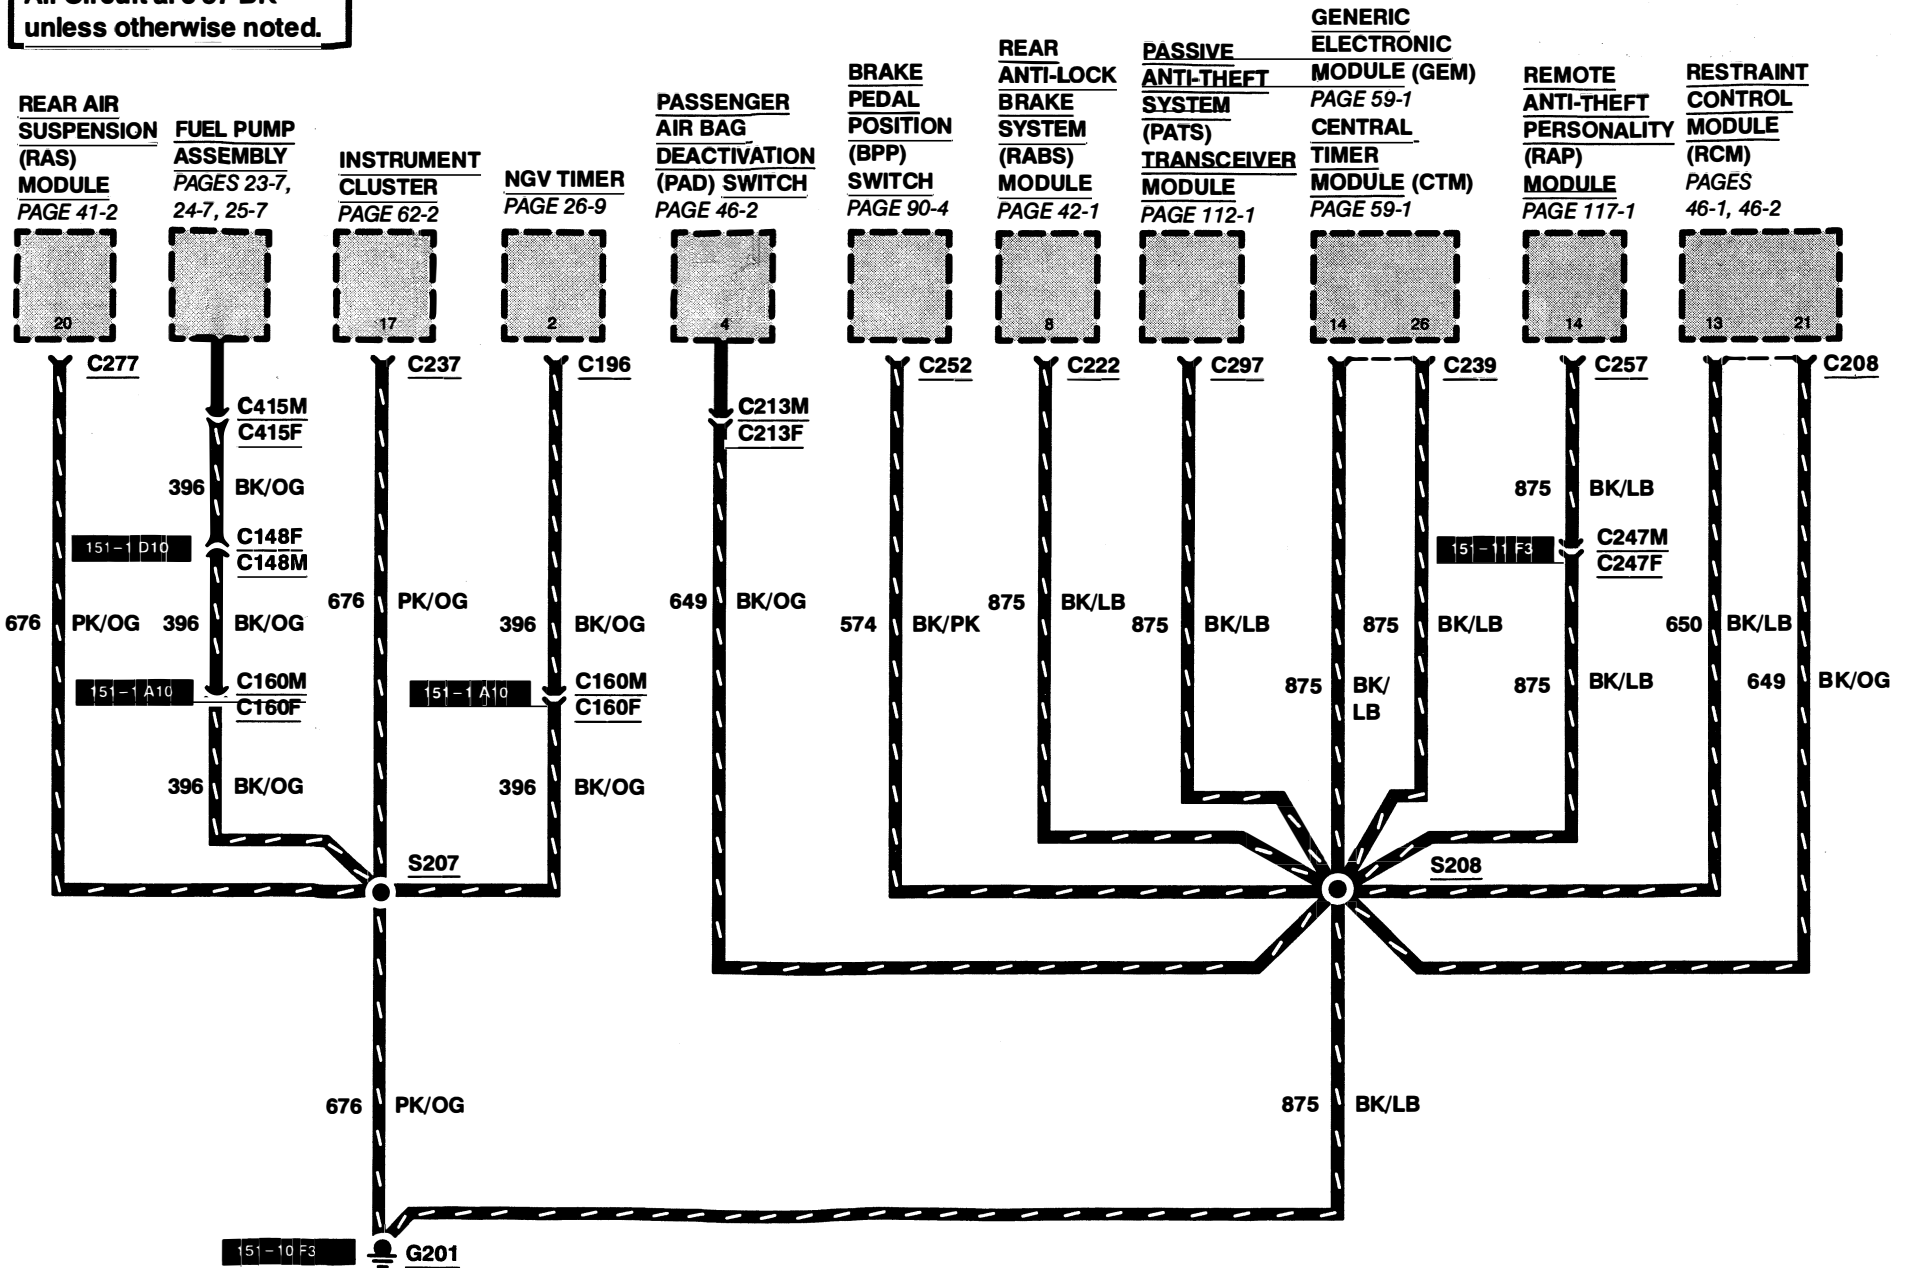 unless otherwise noted.
REAR AIR
SUSPENSION
(RAS)
MODULE
PAGE 41-2
20
C277
676 PK/OG
FUEL PUMP
ASSEMBLY
PAGES 23-7,
24-7, 25-7
C415M
C415F
396 BK/OG
151-1 D10
C148F
C148M
396 BK/OG
151-1 A10
C160M
C160F
396 BK/OG
INSTRUMENT
CLUSTER
PAGE 62-2
17
C237
676 PK/OG
NGV TIMER
PAGE 26-9
2
C196
396 BK/OG
151-1 A10
C160M
C160F
396 BK/OG
S207
PASSENGER
AIR BAG
DEACTIVATION
(PAD) SWITCH
PAGE 46-2
4
C213M
C213F
649 BK/OG
BRAKE
PEDAL
POSITION
(BPP)
SWITCH
PAGE 90-4
C252
574 BK/PK
REAR
ANTI-LOCK
BRAKE
SYSTEM
(RABS)
MODULE
PAGE 42-1
8
C222
875 BK/LB
PASSIVE
ANTI-THEFT
SYSTEM
(PATS)
TRANSCEIVER
MODULE
PAGE 112-1
C297
875 BK/LB
GENERIC
ELECTRONIC
MODULE (GEM)
PAGE 59-1
CENTRAL
TIMER
MODULE (CTM)
PAGE 59-1
14 26
C239
875 BK/LB
875 BK/
LB
REMOTE
ANTI-THEFT
PERSONALITY
(RAP)
MODULE
PAGE 117-1
14
C257
875 BK/LB
151-11 F3
C247M
C247F
875 BK/LB
RESTRAINT
CONTROL
MODULE
(RCM)
PAGES
46-1, 46-2
13 21
C208
650 BK/LB
649 BK/OG
S208
676 PK/OG
875 BK/LB
151-10 F3
G201